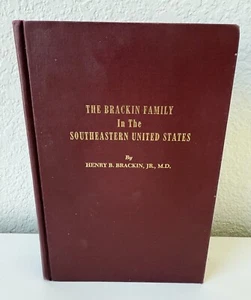 THE BRACKIN FAMILY
In The
SOUTHEASTERN UNITED STATES
By
HENRY B. BRACKIN, JR., M.D.